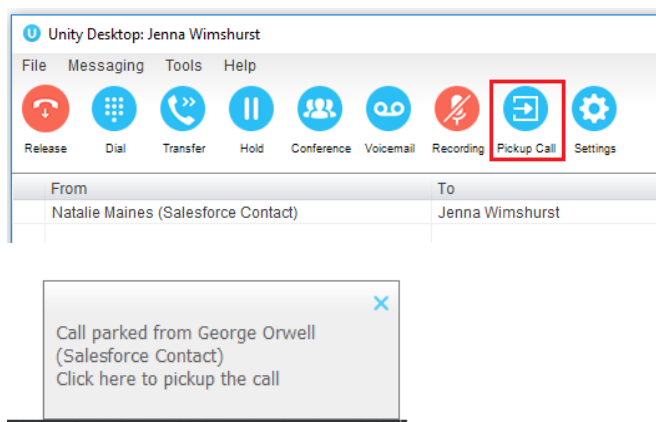 Unity Desktop: Jenna Wimshurst
File Messaging Tools Help
Release Dial Transfer Hold Conference Voicemail Recording Pickup Call Settings
From To
Natalie Maines (Salesforce Contact) Jenna Wimshurst
Call parked from George Orwell
(Salesforce Contact)
Click here to pickup the call